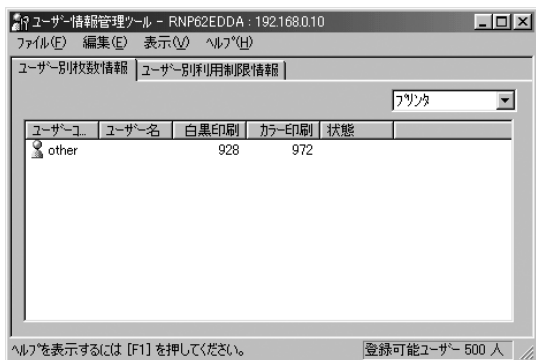 ユーザー情報管理ツール - RNP62EDDA : 192.168.0.10
ファイル(F) 編集(E) 表示(V) ヘルプ(H)
ユーザー別枚数情報 ユーザー別利用制限情報
プリンタ
ユーザーコ... ユーザー名 白黒印刷 カラー印刷 状態
other 928 972
ヘルプを表示するには [F1] を押してください。 登録可能ユーザー 500 人